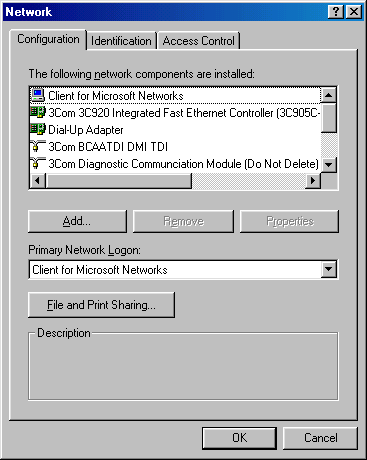 Network
Configuration Identification Access Control
The following network components are installed:
Client for Microsoft Networks
3Com 3C920 Integrated Fast Ethernet Controller (3C905C-
Dial-Up Adapter
3Com BCAATDI DMI TDI
3Com Diagnostic Communciation Module (Do Not Delete)
Add... Remove Properties
Primary Network Logon:
Client for Microsoft Networks
File and Print Sharing...
Description
OK Cancel